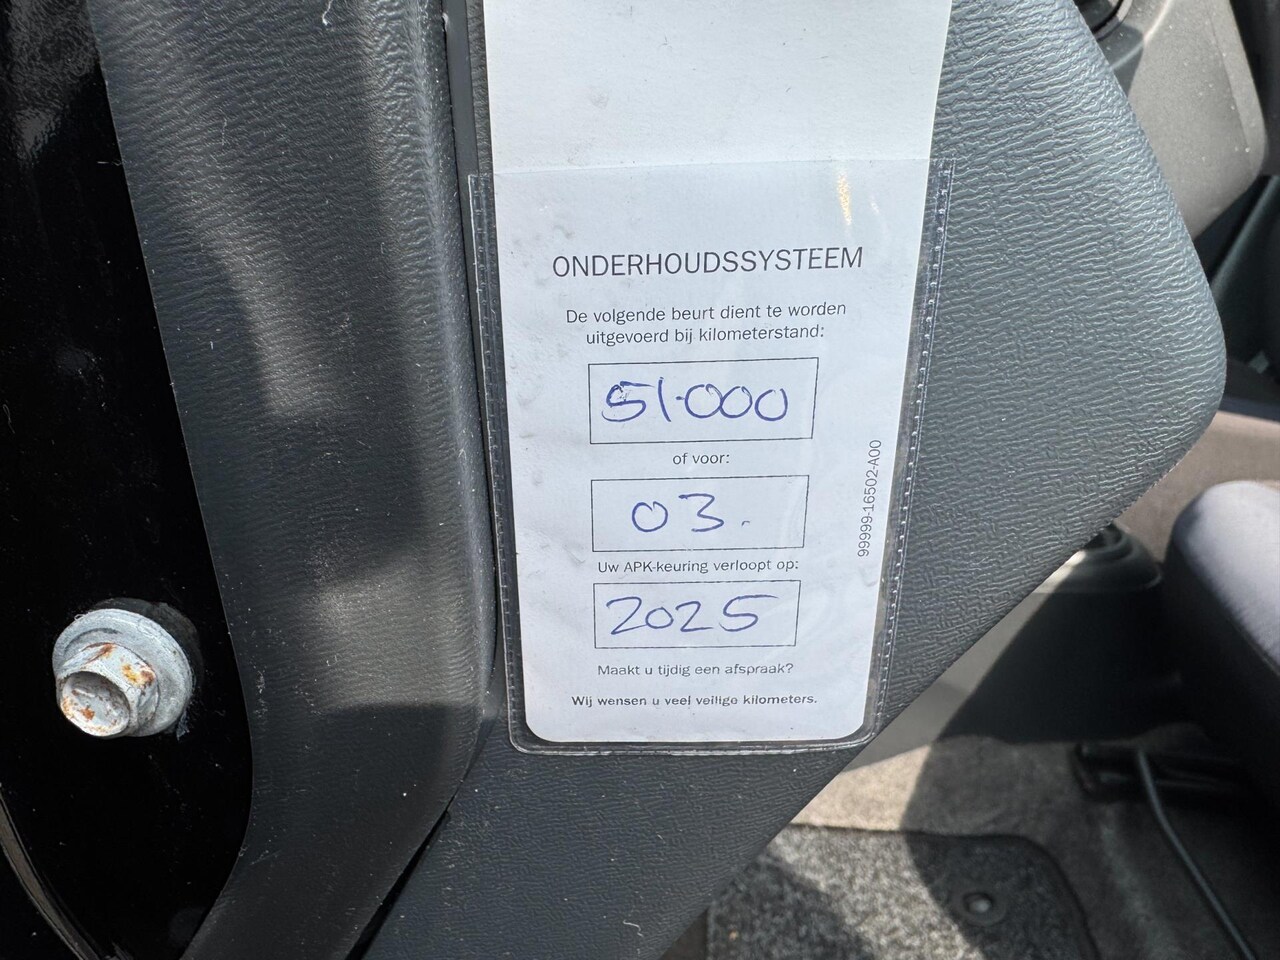 ONDERHOUDSSYSTEEM
De volgende beurt dient te worden
uitgevoerd bij kilometerstand:
51.000
of voor:
03.
Uw APK-keuring verloopt op:
2025
Maakt u tijdig een afspraak?
Wij wensen u veel veilige kilometers.
99999-16502-A00